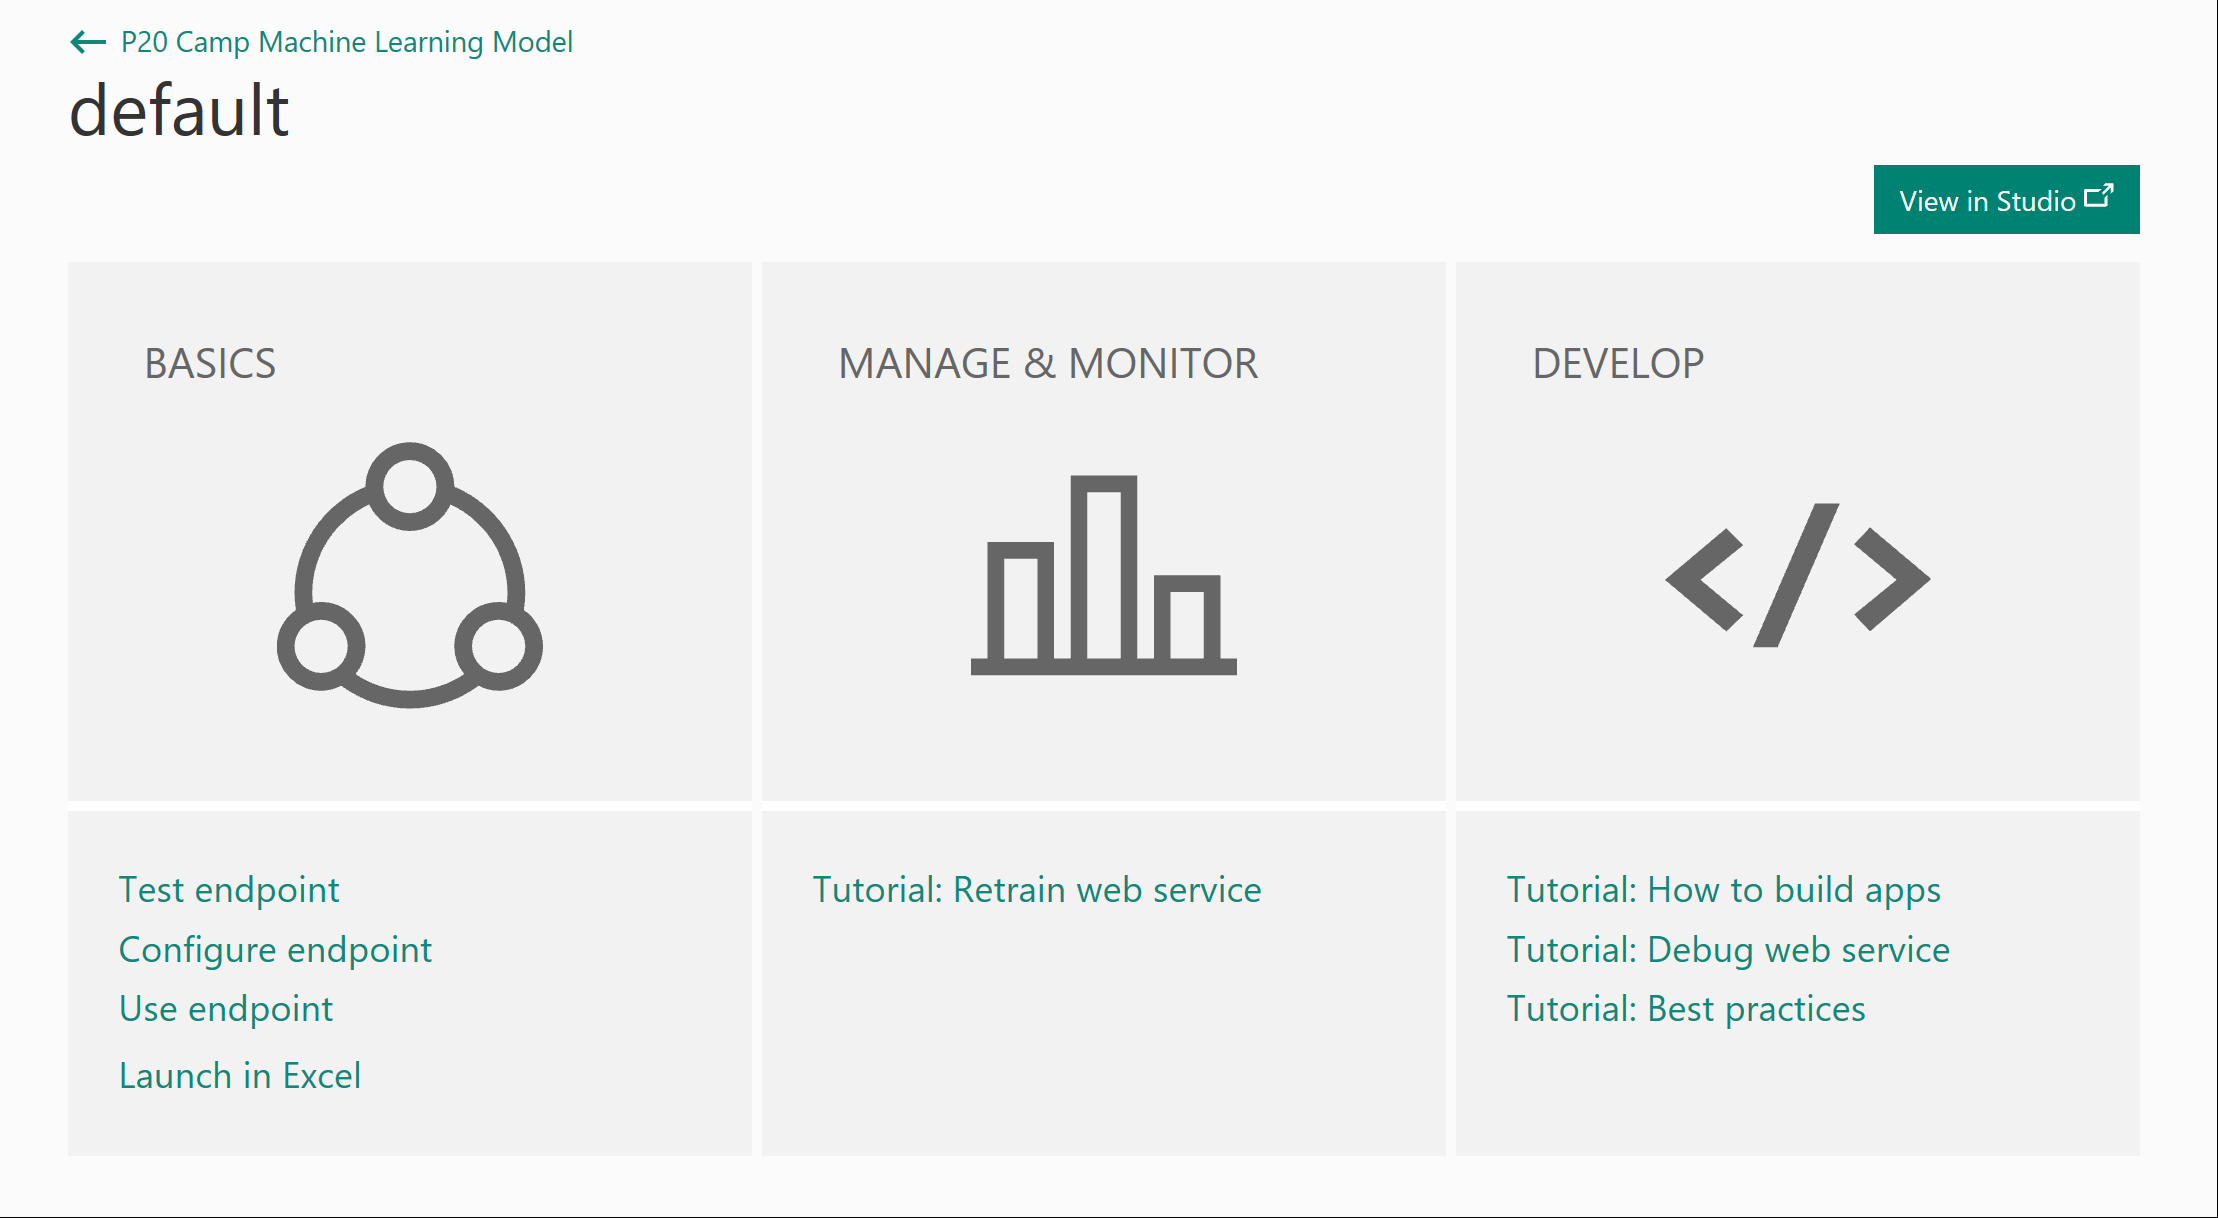 P20 Camp Machine Learning Model
default
View in Studio
BASICS
MANAGE & MONITOR
DEVELOP
Test endpoint
Configure endpoint
Use endpoint
Launch in Excel
Tutorial: Retrain web service
Tutorial: How to build apps
Tutorial: Debug web service
Tutorial: Best practices